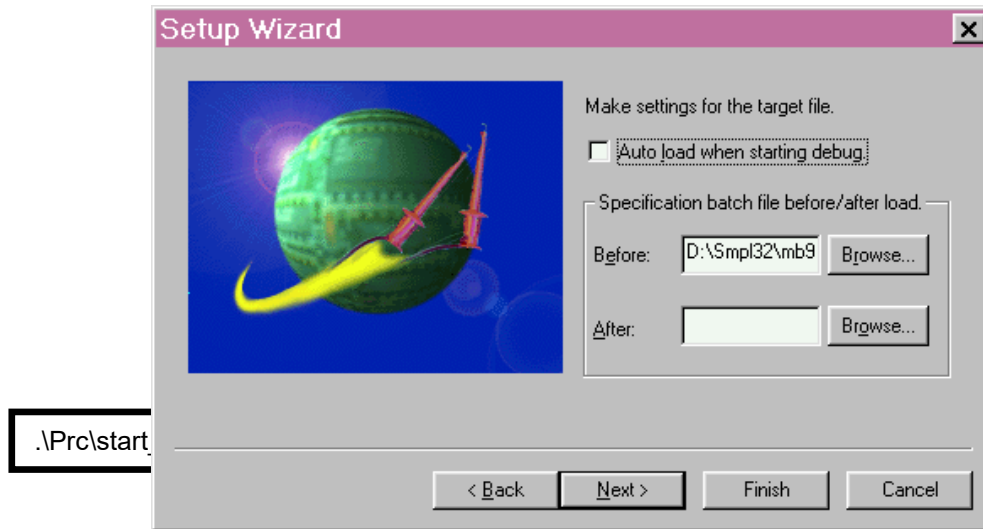 Setup Wizard
Make settings for the target file.
Auto load when starting debug.
Specification batch file before/after load.
Before: D:\Smpl32\mb9 Browse...
After: Browse...
.\Prc\start_
< Back Next > Finish Cancel